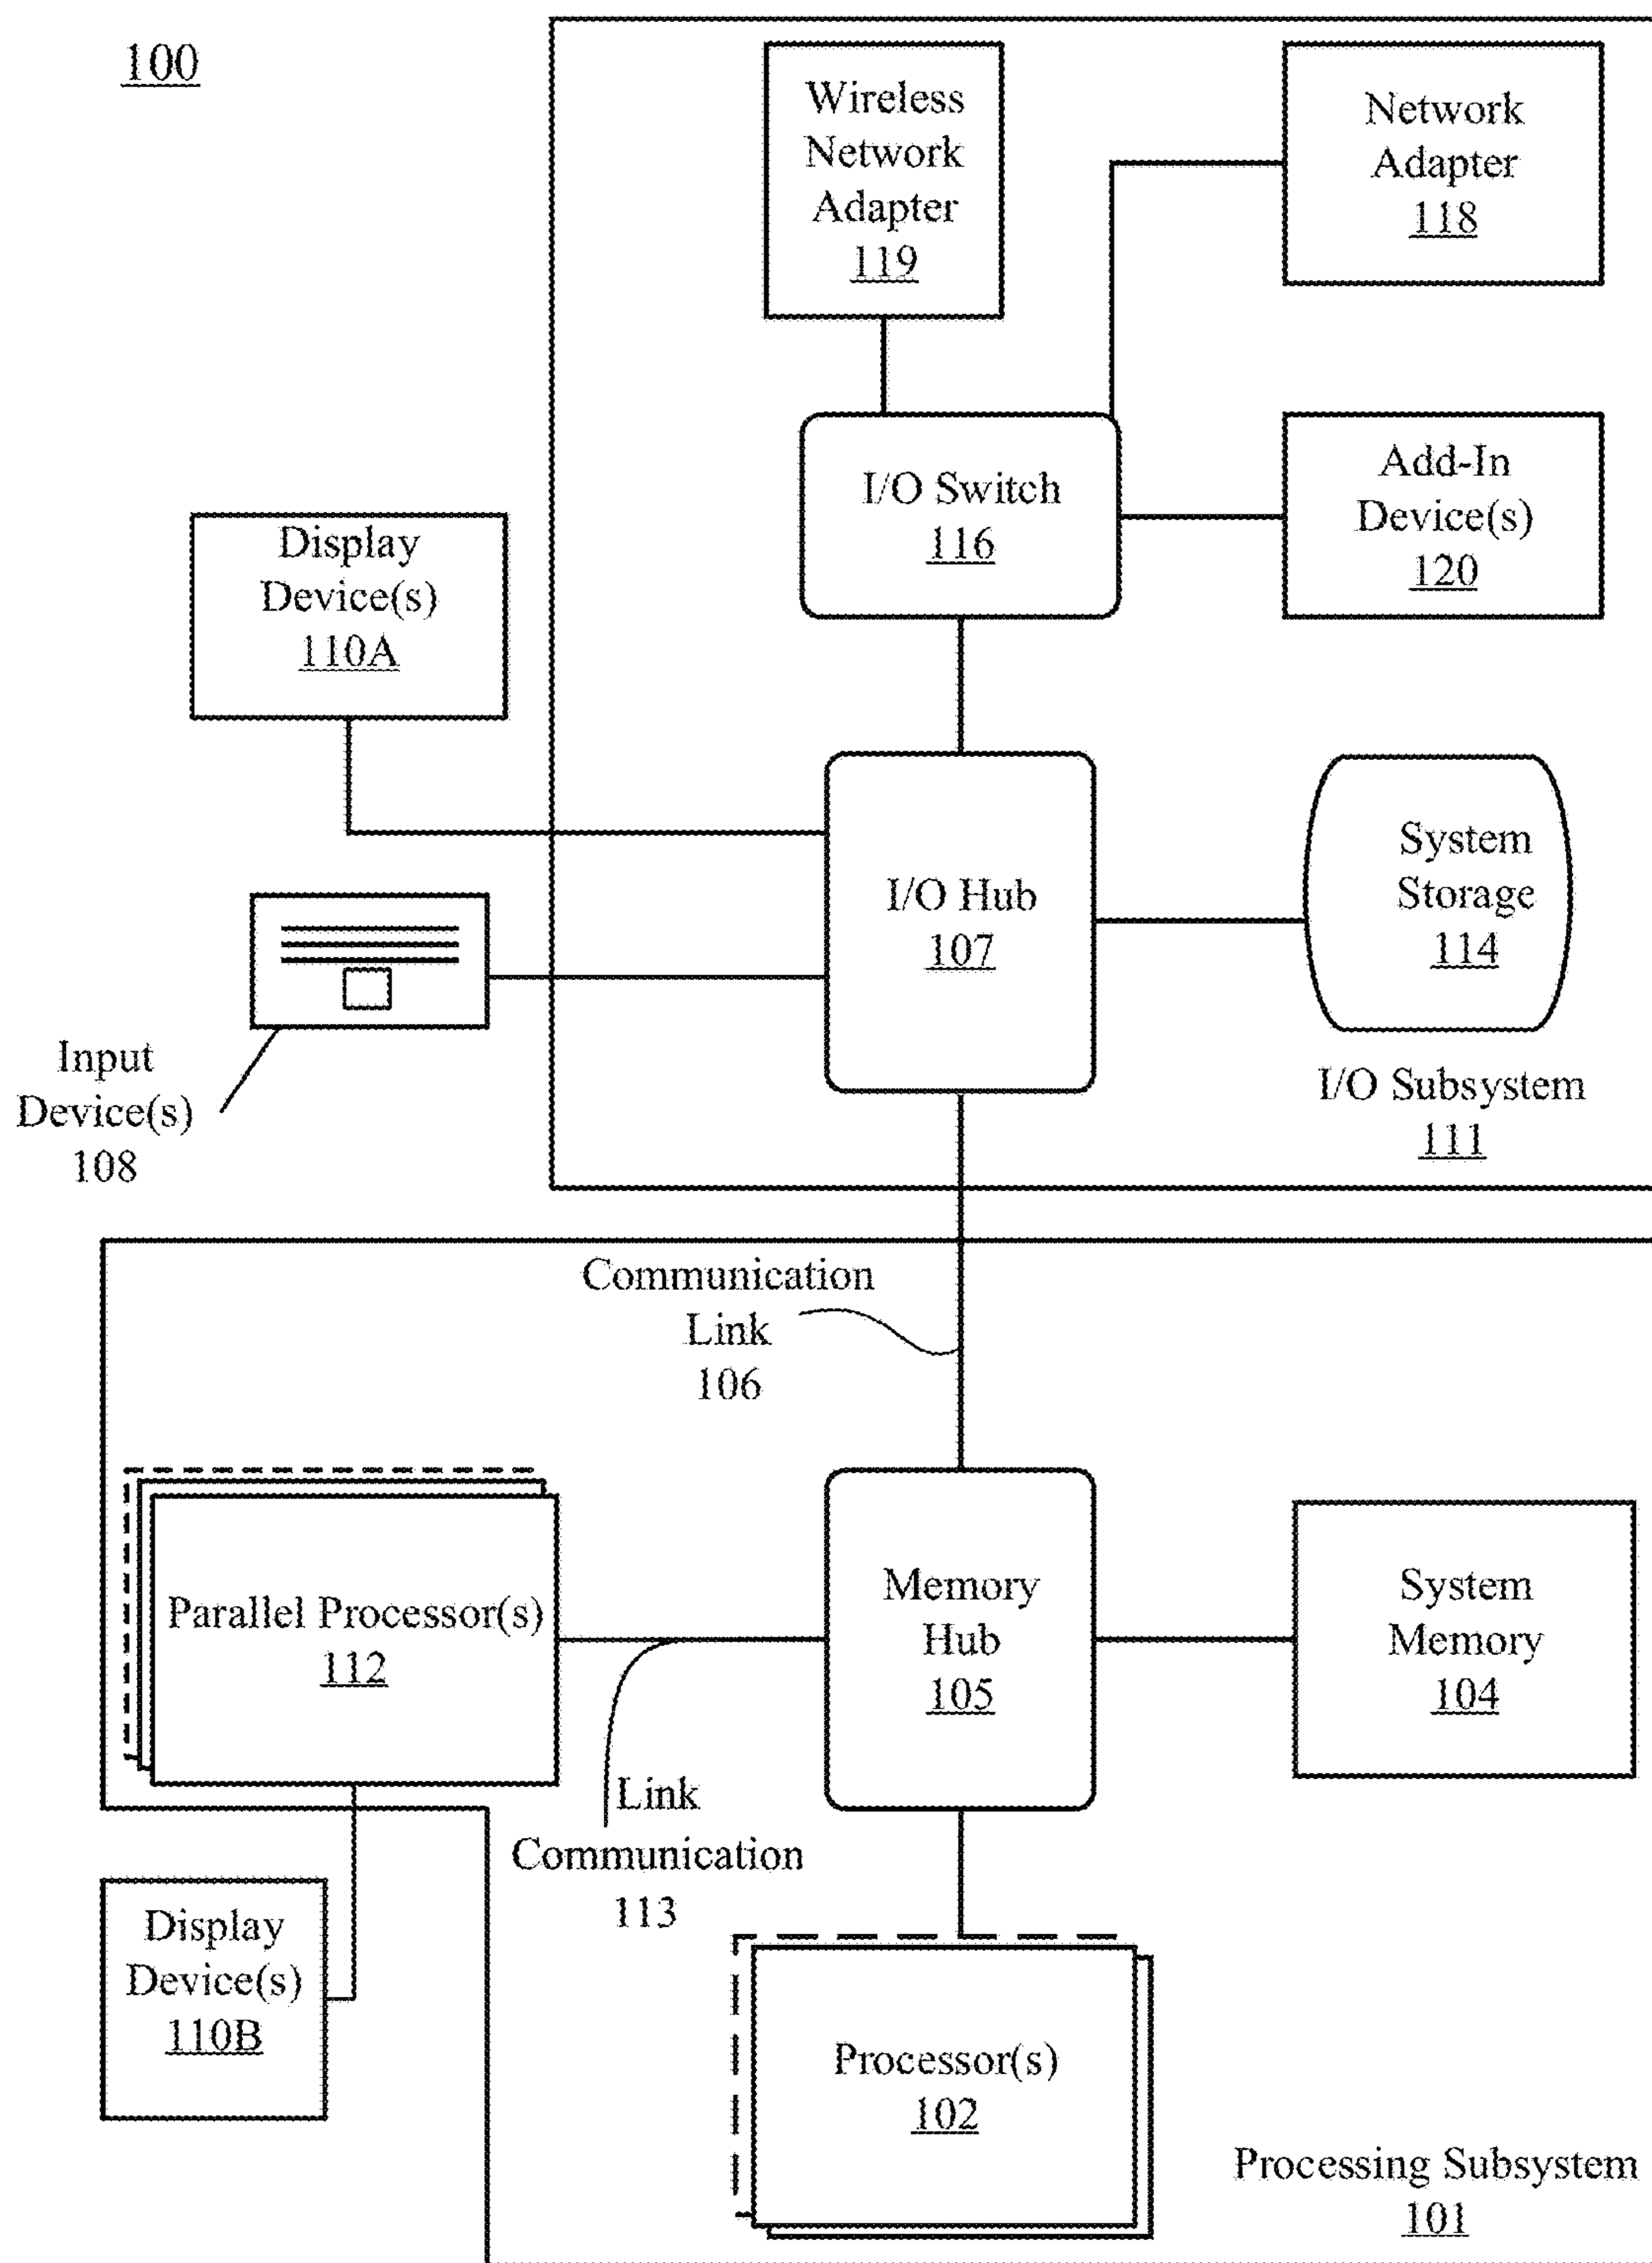 100
Wireless
Network
Adapter
119
Network
Adapter
118
I/O Switch
116
Add-In
Device(s)
120
Display
Device(s)
110A
I/O Hub
107
System
Storage
114
Input
Device(s)
108
I/O Subsystem
111
Communication
Link
106
Parallel Processor(s)
112
Memory
Hub
105
System
Memory
104
Link
Communication
113
Display
Device(s)
110B
Processor(s)
102
Processing Subsystem
101